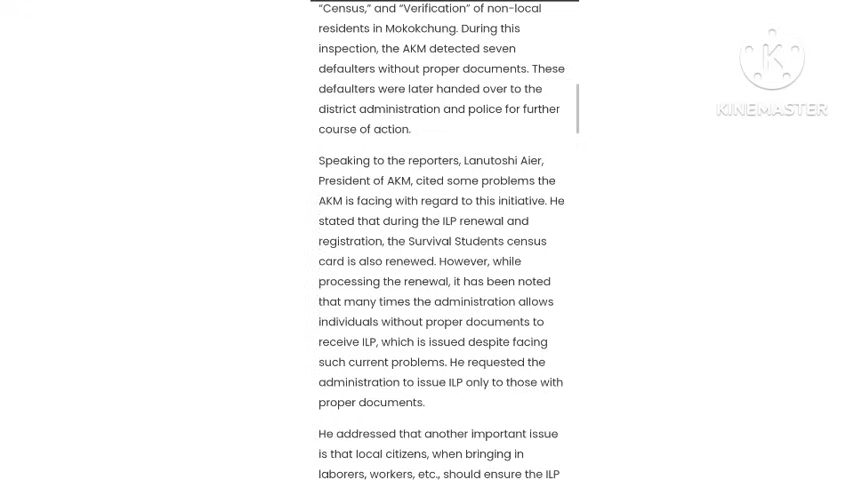 “Census,” and “Verification” of non-local
residents in Mokokchung. During this
inspection, the AKM detected seven
defaulters without proper documents. These
defaulters were later handed over to the
district administration and police for further
course of action.
Speaking to the reporters, Lanutoshi Aier,
President of AKM, cited some problems the
AKM is facing with regard to this initiative. He
stated that during the ILP renewal and
registration, the Survival Students census
card is also renewed. However, while
processing the renewal, it has been noted
that many times the administration allows
individuals without proper documents to
receive ILP, which is issued despite facing
such current problems. He requested the
administration to issue ILP only to those with
proper documents.
He addressed that another important issue
is that local citizens, when bringing in
laborers, workers, etc., should ensure the ILP
K
KINEMASTER